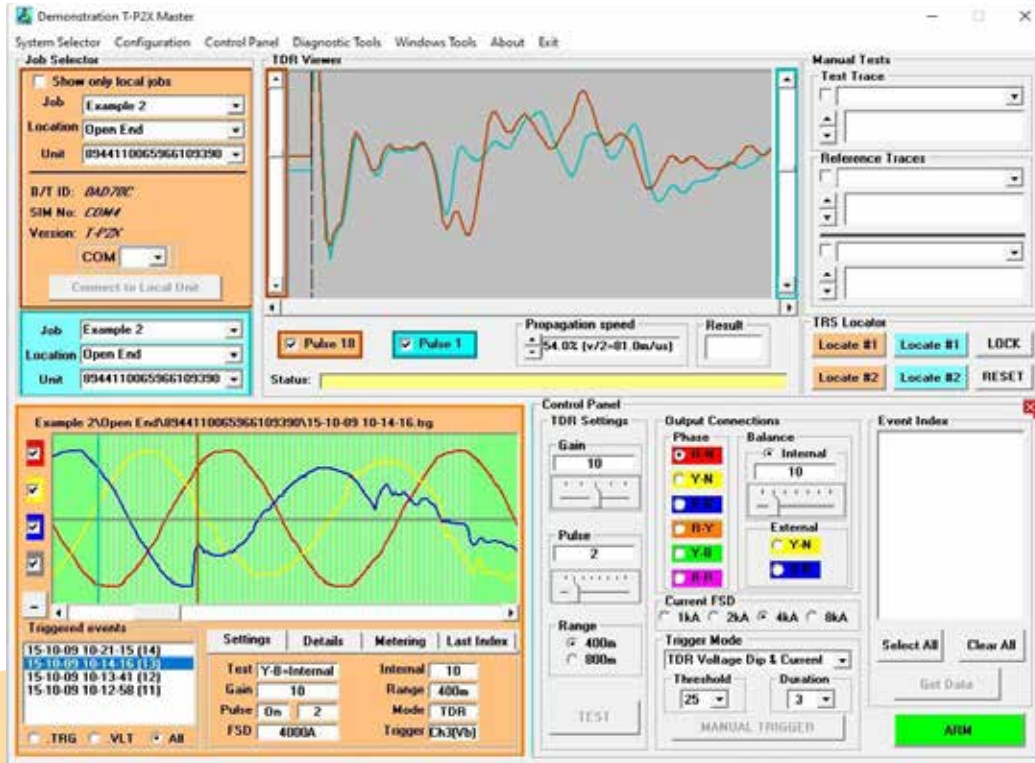 Demonstration T-P2X Master
System Selector Configuration Control Panel Diagnostic Tools Windows Tools About Exit
Job Selector
Show only local jobs
Job Example 2
Location Open End
Unit 8944110065966109390
B/T ID: 0AD70C
SIM No: COM4
Version: T-P2X
COM
Connect to Local Unit
Job Example 2
Location Open End
Unit 8944110065966109390
TDR Viewer
Pulse 18
Pulse 1
Propagation speed
54.0% (v/2=81.0m/us)
Result
Status:
Manual Tests
Test Trace
Reference Traces
TRS Locator
Locate #1 Locate #1 LOCK
Locate #2 Locate #2 RESET
Example 2\Open End\8944110065966109390\15-10-09 10-14-16.trg
Triggered events
15-10-09 10-21-15 (14)
15-10-09 10-14-16 (13)
15-10-09 10-13-41 (12)
15-10-09 10-12-58 (11)
.TRG .VLT All
Settings Details Metering Last Index
Test Y-B=Internal Internal 10
Gain 10 Range 400m
Pulse On 2 Mode TDR
FSD 4000A Trigger Ch3(Vb)
Control Panel
TDR Settings
Gain
10
Pulse
2
Range
400m
800m
TEST
Output Connections
Phase
R-N
Y-N
R-Y
Y-B
Balance
Internal
10
External
Y-N
Current FSD
1kA 2kA 4kA 8kA
Trigger Mode
TDR Voltage Dip & Current
Threshold Duration
25 3
MANUAL TRIGGER
Event Index
Select All Clear All
Get Data
ARM